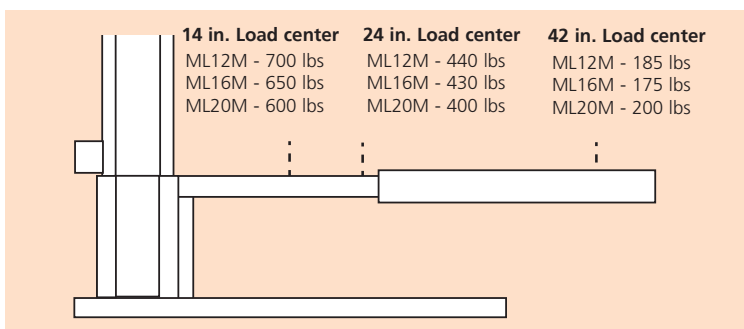 14 in. Load center
ML12M - 700 lbs
ML16M - 650 lbs
ML20M - 600 lbs
24 in. Load center
ML12M - 440 lbs
ML16M - 430 lbs
ML20M - 400 lbs
42 in. Load center
ML12M - 185 lbs
ML16M - 175 lbs
ML20M - 200 lbs